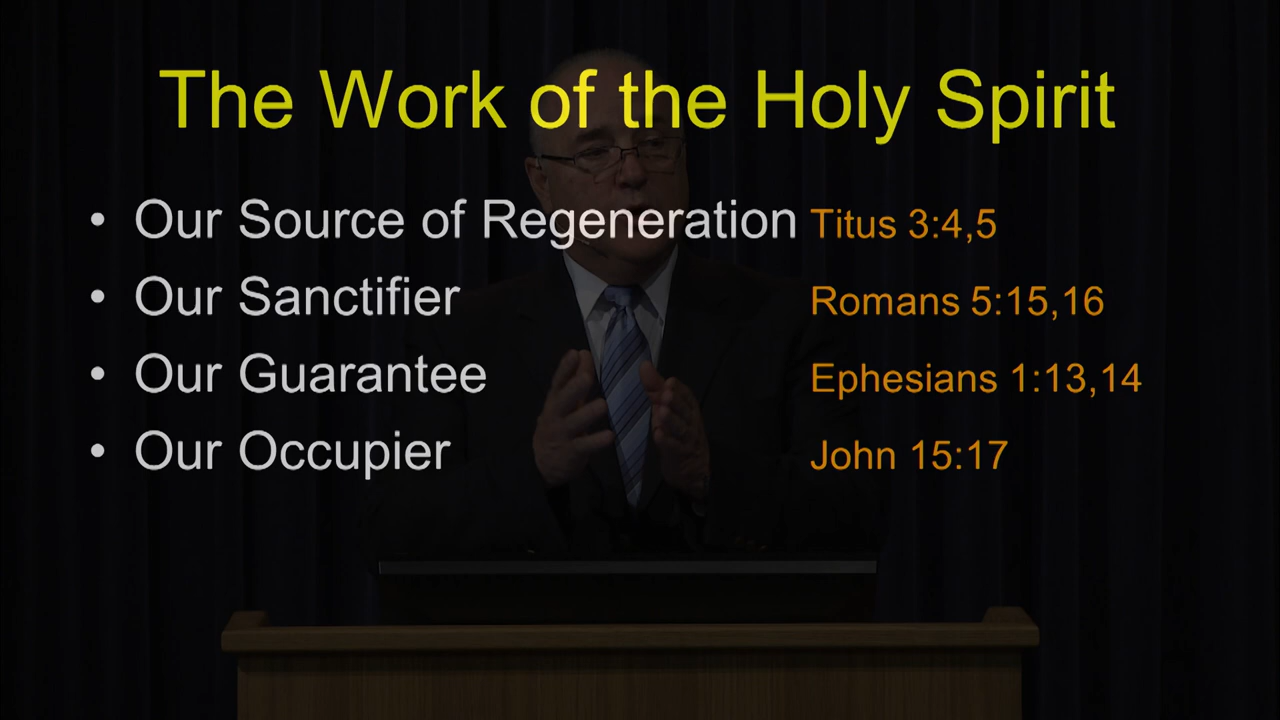 The Work of the Holy Spirit
• Our Source of Regeneration Titus 3:4,5
• Our Sanctifier Romans 5:15,16
• Our Guarantee Ephesians 1:13,14
• Our Occupier John 15:17